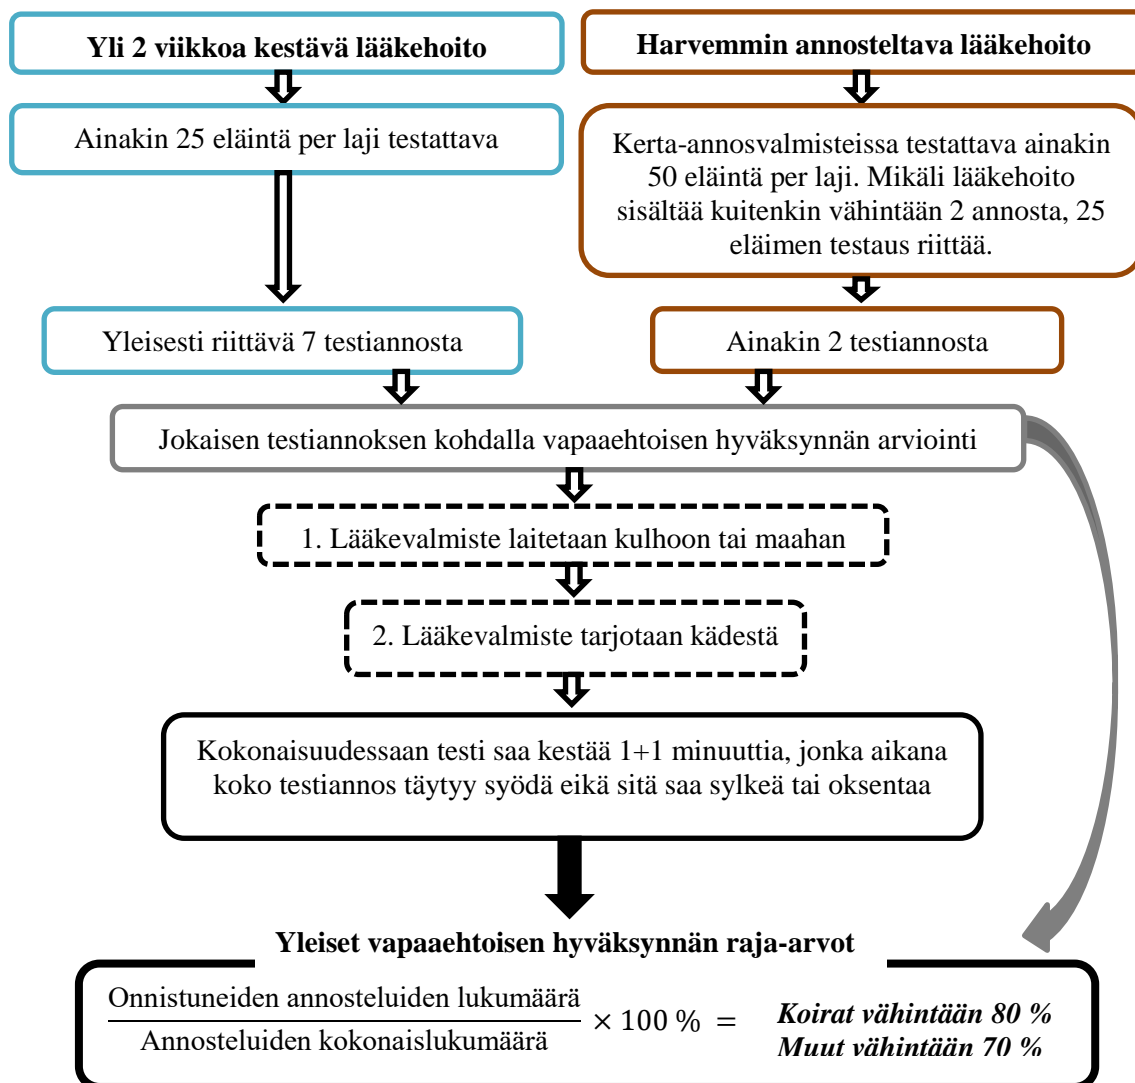 Yli 2 viikkoa kestävä lääkehoito
Harvemmin annosteltava lääkehoito
Ainakin 25 eläintä per laji testattava
Kerta-annosvalmisteissa testattava ainakin
50 eläintä per laji. Mikäli lääkehoito
sisältää kuitenkin vähintään 2 annosta, 25
eläimen testaus riittää.
Yleisesti riittävä 7 testiannosta
Ainakin 2 testiannosta
Jokaisen testiannoksen kohdalla vapaaehtoisen hyväksynnän arviointi
1. Lääkevalmiste laitetaan kulhoon tai maahan
2. Lääkevalmiste tarjotaan kädestä
Kokonaisuudessaan testi saa kestää 1+1 minuuttia, jonka aikana
koko testiannos täytyy syödä eikä sitä saa sylkeä tai oksentaa
Yleiset vapaaehtoisen hyväksynnän raja-arvot
Onnistuneiden annosteluiden lukumäärä
Annosteluiden kokonaislukumäärä
× 100 % =
Koirat vähintään 80 %
Muut vähintään 70 %